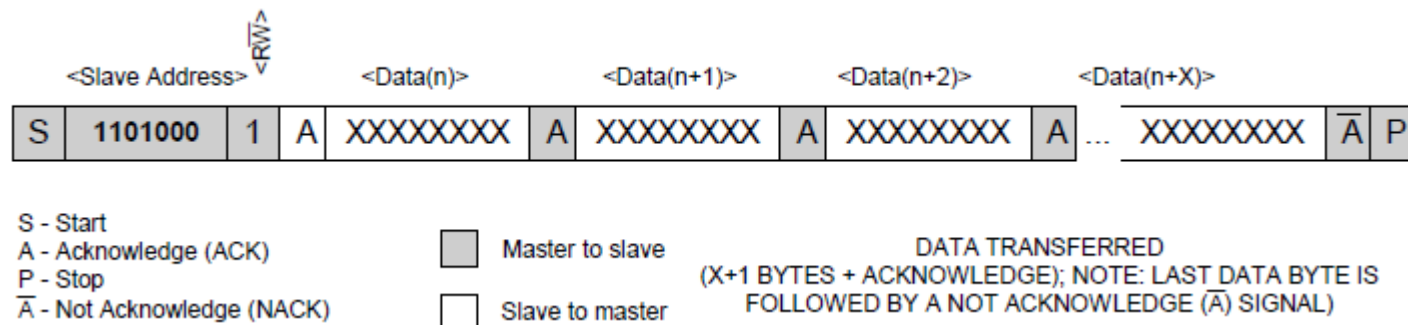 <Slave Address> <RW̅> <Data(n)> <Data(n+1)> <Data(n+2)> <Data(n+X)>
S 1101000 1 A XXXXXXXX A XXXXXXXX A XXXXXXXX A ... XXXXXXXX A̅ P
S - Start
A - Acknowledge (ACK)
P - Stop
A̅ - Not Acknowledge (NACK)
Master to slave
Slave to master
DATA TRANSFERRED
(X+1 BYTES + ACKNOWLEDGE); NOTE: LAST DATA BYTE IS
FOLLOWED BY A NOT ACKNOWLEDGE (A̅) SIGNAL)